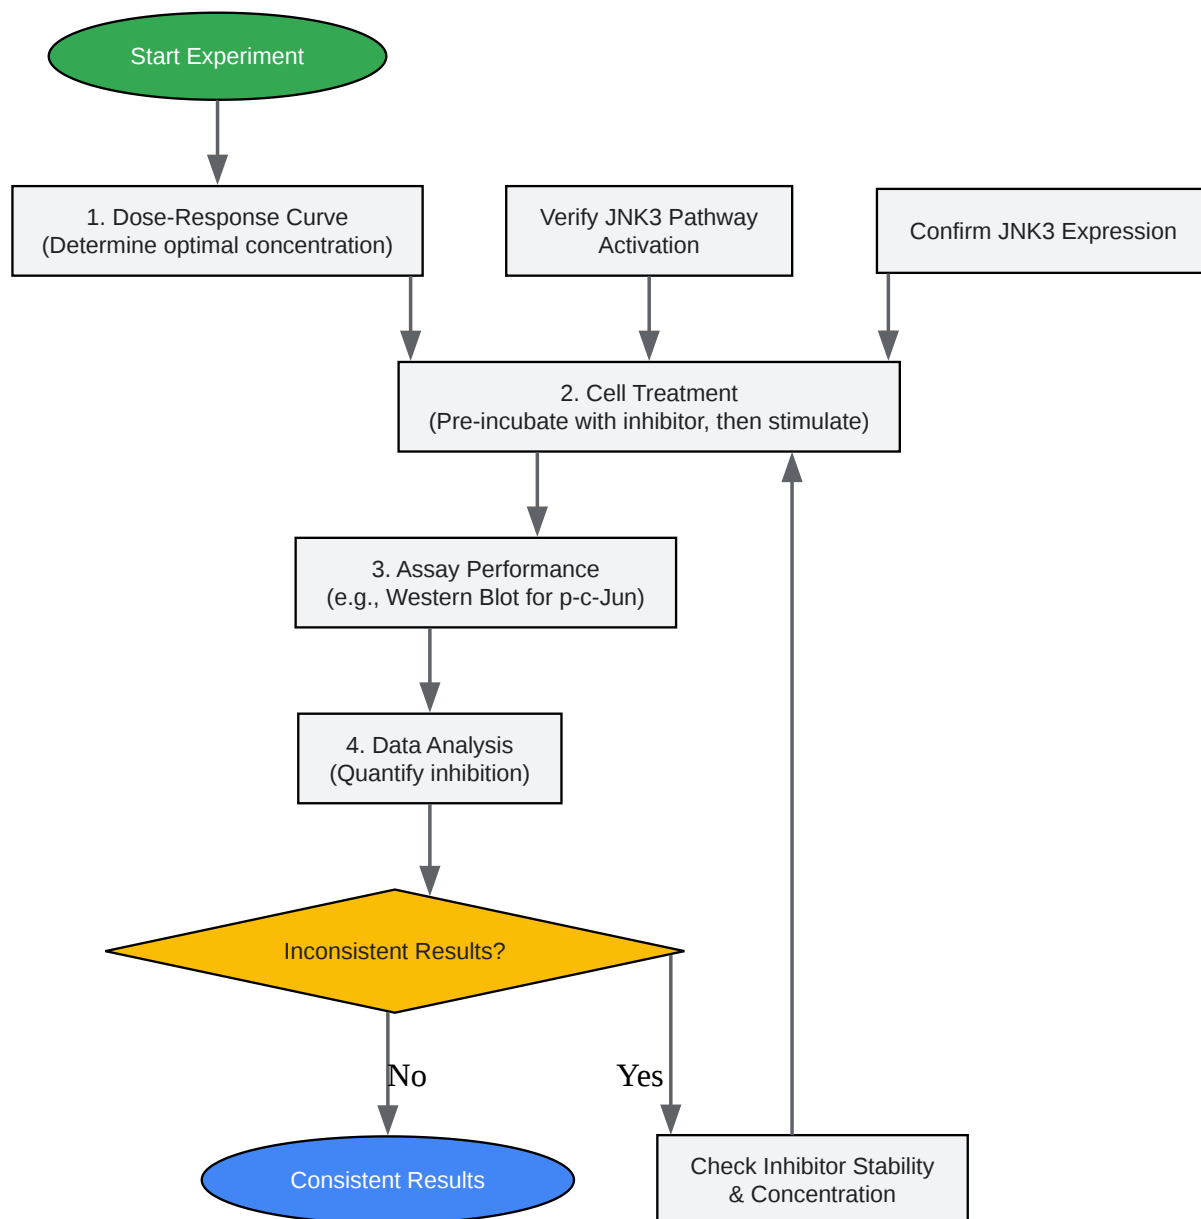 Start Experiment
1. Dose-Response Curve
(Determine optimal concentration)
Verify JNK3 Pathway
Activation
Confirm JNK3 Expression
2. Cell Treatment
(Pre-incubate with inhibitor, then stimulate)
3. Assay Performance
(e.g., Western Blot for p-c-Jun)
4. Data Analysis
(Quantify inhibition)
Inconsistent Results?
No
Yes
Consistent Results
Check Inhibitor Stability
& Concentration